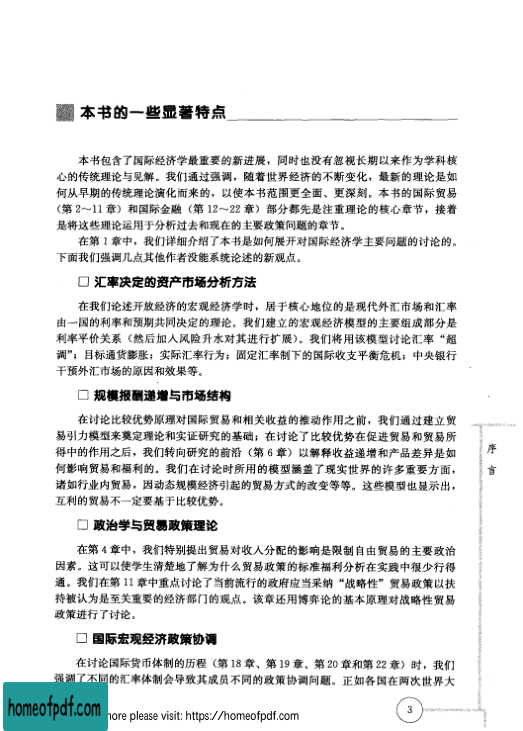 本书的一些显著特点
本书包含了国际经济学最重要的新进展，同时也没有忽视长期以来作为学科核
心的传统理论与见解。我们通过强调，随着世界经济的不断变化，最新的理论是如
何从早期的传统理论演化而来的，以使本书范围更全面、更深刻。本书的国际贸易
（第2～11章）和国际金融（第12～22章）部分都先是注重理论的核心章节，接着
是将这些理论运用于分析过去和现在的主要政策问题的章节。
在第1章中，我们详细介绍了本书是如何展开对国际经济学主要问题的讨论的。
下面我们强调几点其他作者没能系统论述的新观点。
□ 汇率决定的资产市场分析方法
在我们论述开放经济的宏观经济学时，居于核心地位的是现代外汇市场和汇率
由一国的利率和预期共同决定的理论。我们建立的宏观经济模型的主要组成部分是
利率平价关系（然后加入风险升水对其进行扩展）。我们将用该模型讨论汇率“超
调”；目标通货膨胀；实际汇率行为；固定汇率制下的国际收支平衡危机；中央银行
干预外汇市场的原因和效果等。
□ 规模报酬递增与市场结构
在讨论比较优势原理对国际贸易和相关收益的推动作用之前，我们通过建立贸
易引力模型来奠定理论和实证研究的基础；在讨论了比较优势在促进贸易和贸易所
得中的作用之后，我们转向研究的前沿（第6章）以解释收益递增和产品差异是如
何影响贸易和福利的。我们在讨论时所用的模型涵盖了现实世界的许多重要方面，
诸如行业内贸易，因动态规模经济引起的贸易方式的改变等等。这些模型也显示出，
互利的贸易不一定要基于比较优势。
□ 政治学与贸易政策理论
在第4章中，我们特别提出贸易对收入分配的影响是限制自由贸易的主要政治
因素。这可以使学生清楚地了解为什么贸易政策的标准福利分析在实践中很少行得
通。我们在第11章中重点讨论了当前流行的政府应当采纳“战略性”贸易政策以扶
持被认为是至关重要的经济部门的观点。该章还用博弈论的基本原理对战略性贸易
政策进行了讨论。
□ 国际宏观经济政策协调
在讨论国际货币体制的历程（第18章、第19章、第20章和第22章）时，我们
强调了不同的汇率体制会导致其成员不同的政策协调问题。正如各国在两次世界大
序
言
3
homeofpdf.com
more please visit: https://homeofpdf.com